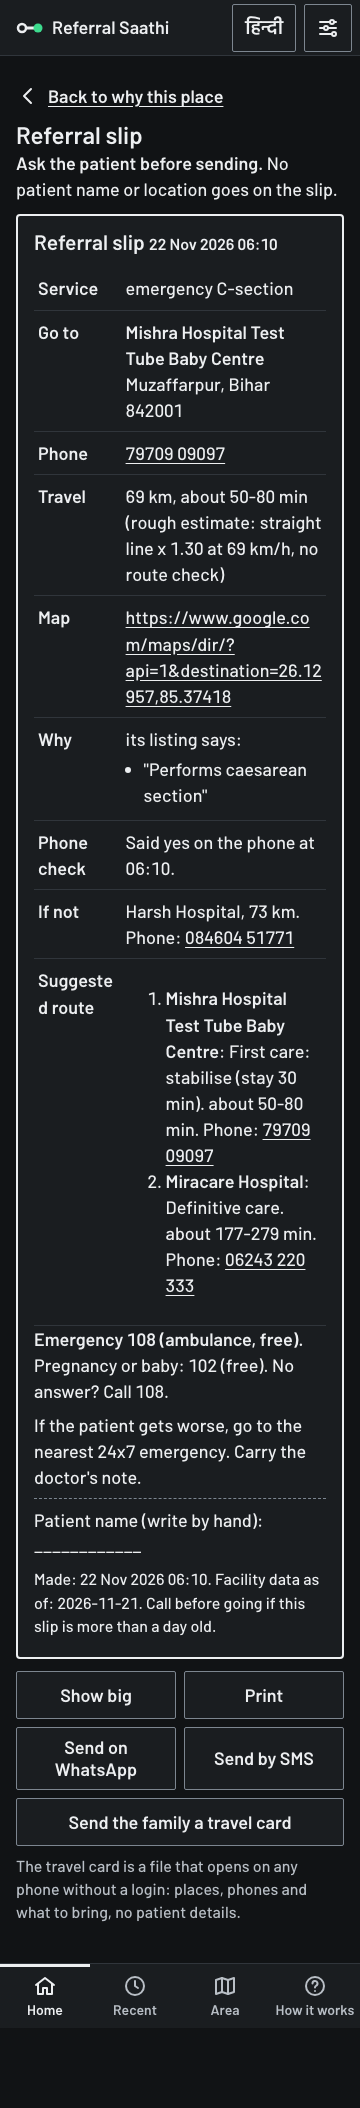 Referral Saathi
हिन्दी
Back to why this place
Referral slip
Ask the patient before sending. No
patient name or location goes on the slip.
Referral slip 22 Nov 2026 06:10
Service emergency C-section
Go to Mishra Hospital Test
Tube Baby Centre
Muzaffarpur, Bihar
842001
Phone 79709 09097
Travel 69 km, about 50-80 min
(rough estimate: straight
line x 1.30 at 69 km/h, no
route check)
Map https://www.google.co
m/maps/dir/?
api=1&destination=26.12
957,85.37418
Why its listing says:
• "Performs caesarean
section"
Phone Said yes on the phone at
check 06:10.
If not Harsh Hospital, 73 km.
Phone: 084604 51771
Suggeste
d route
1. Mishra Hospital
Test Tube Baby
Centre: First care:
stabilise (stay 30
min). about 50-80
min. Phone: 79709
09097
2. Miracare Hospital:
Definitive care.
about 177-279 min.
Phone: 06243 220
333
Emergency 108 (ambulance, free).
Pregnancy or baby: 102 (free). No
answer? Call 108.
If the patient gets worse, go to the
nearest 24x7 emergency. Carry the
doctor's note.
Patient name (write by hand):
____________
Made: 22 Nov 2026 06:10. Facility data as
of: 2026-11-21. Call before going if this
slip is more than a day old.
Show big
Print
Send on
WhatsApp
Send by SMS
Send the family a travel card
The travel card is a file that opens on any
phone without a login: places, phones and
what to bring, no patient details.
Home
Recent
Area
How it works